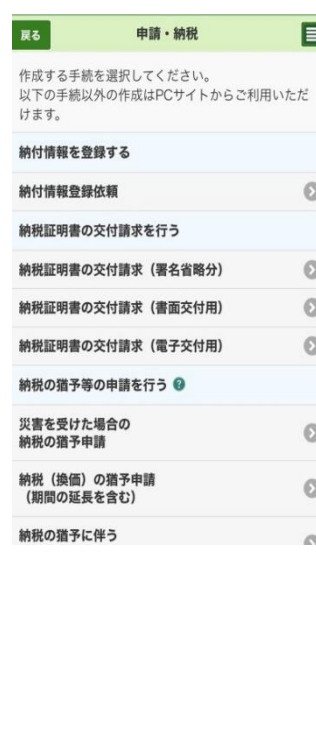 戻る
申請・納税
作成する手続を選択してください。
以下の手続以外の作成はPCサイトからご利用いただ
けます。
納付情報を登録する
納付情報登録依頼
納税証明書の交付請求を行う
納税証明書の交付請求（署名省略分）
納税証明書の交付請求（書面交付用）
納税証明書の交付請求（電子交付用）
納税の猶予等の申請を行う ?
災害を受けた場合の
納税の猶予申請
納税（換価）の猶予申請
（期間の延長を含む）
納税の猶予に伴う